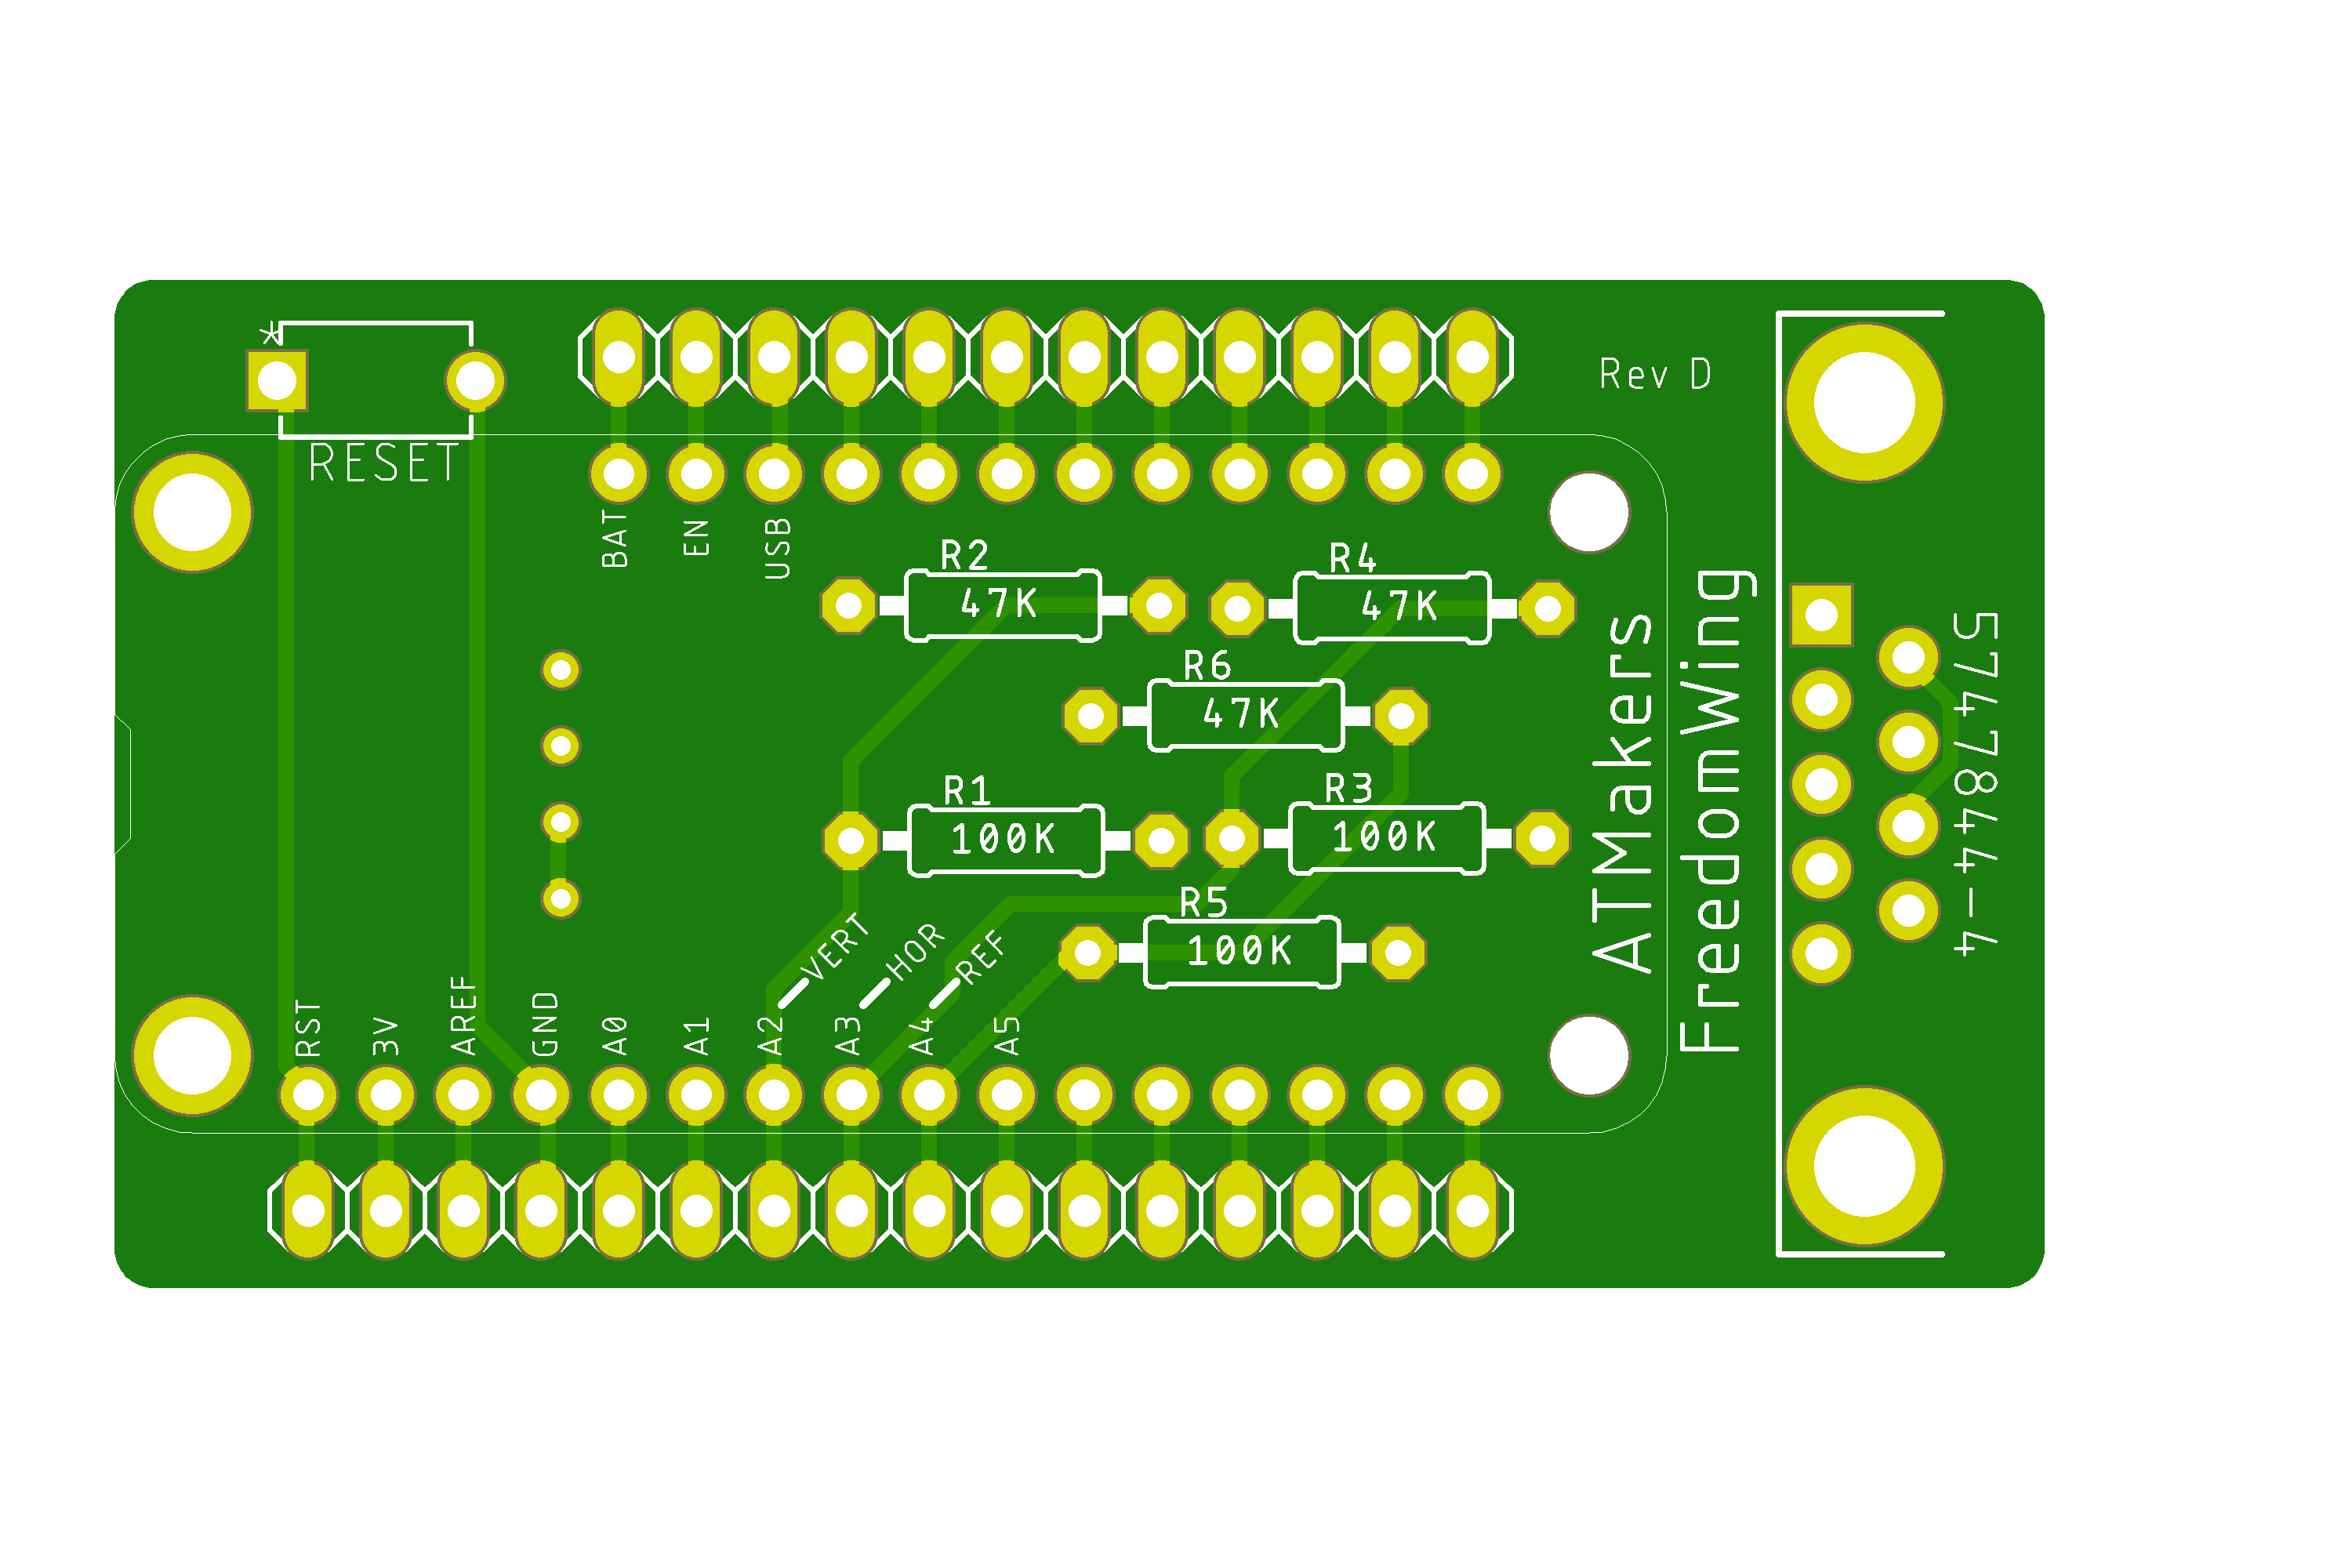 *
RESET
Rev D
BAT
EN
USB
R2
47K
R4
47K
R6
47K
R1
100K
R3
100K
R5
100K
VERT
HOR
REF
RST
3V
AREF
GND
A0
A1
A2
A3
A4
A5
ATMakers
FreedomWing
5747844-4